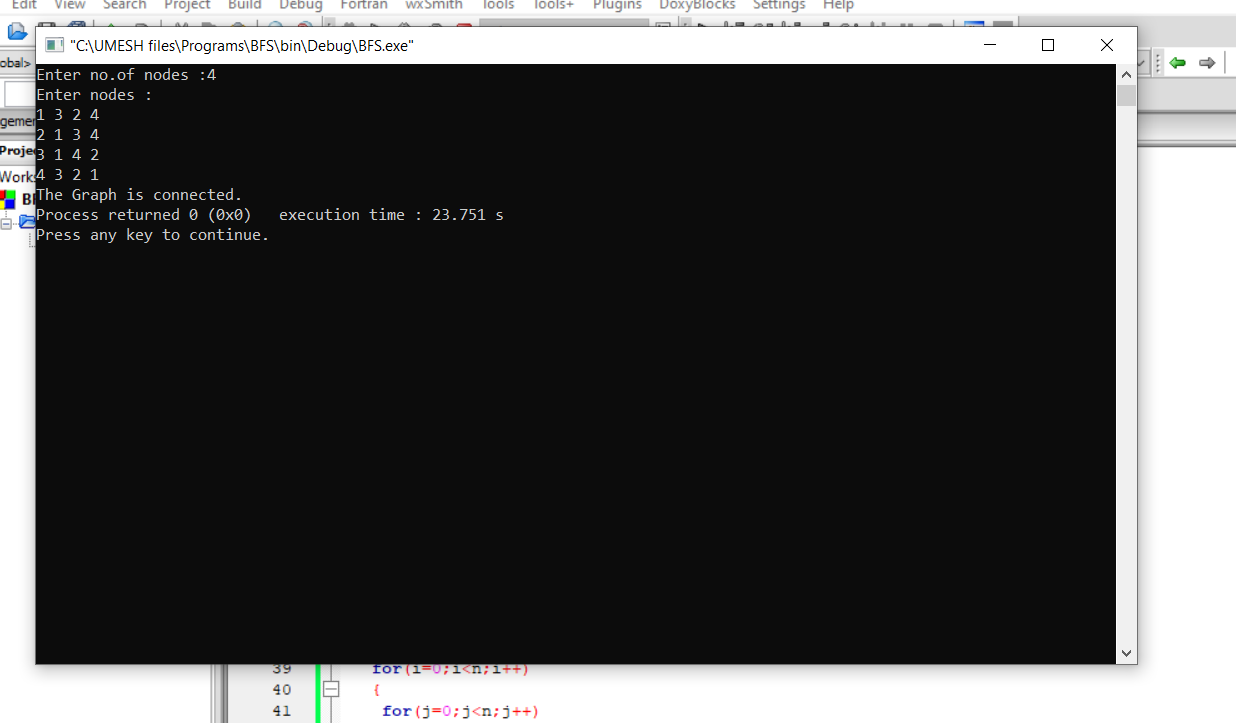 Edit View Search Project Build Debug Fortran wxSmith Tools Tools+ Plugins DoxyBlocks Settings Help
"C:\UMESH files\Programs\BFS\bin\Debug\BFS.exe"
obal>
Enter no.of nodes :4
Enter nodes :
1 3 2 4
2 1 3 4
3 1 4 2
4 3 2 1
The Graph is connected.
Process returned 0 (0x0)   execution time : 23.751 s
Press any key to continue.
gemer
Proje
Work
39 for(i=0;i<n;i++)
40 {
41 for(j=0;j<n;j++)